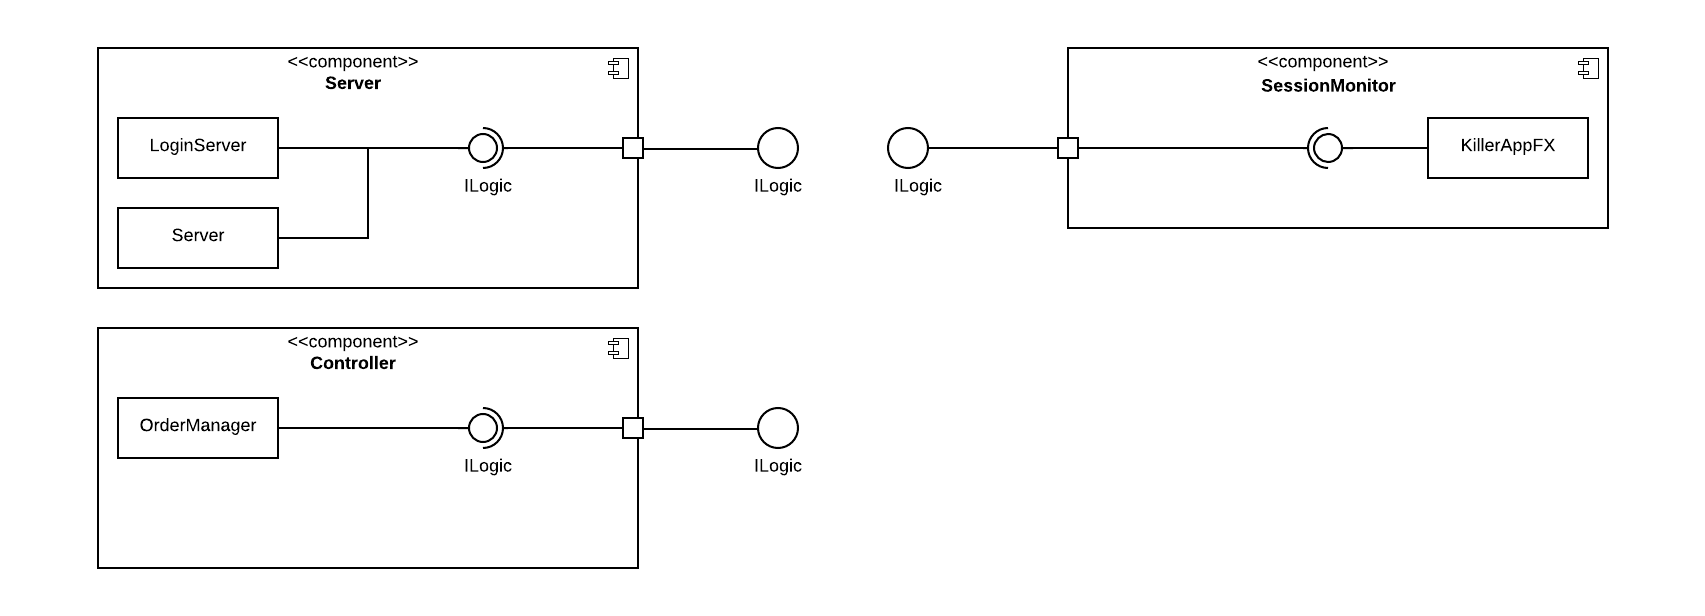 <<component>>
Server
LoginServer
ILogic
ILogic
Server
<<component>>
SessionMonitor
ILogic
KillerAppFX
<<component>>
Controller
OrderManager
ILogic
ILogic